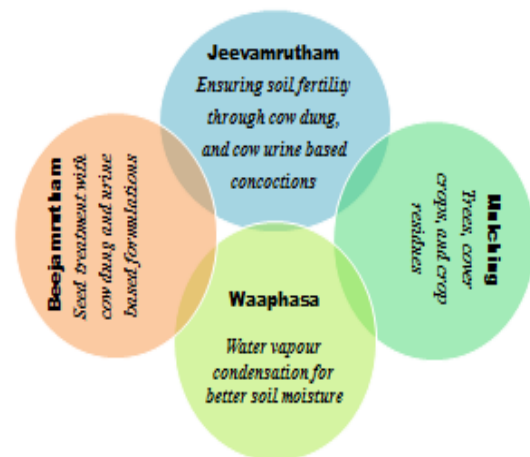 Jeevamrutham
Ensuring soil fertility
through cow dung,
and cow urine based
concoctions
Beejamrutham
Seed treatment with
cow dung and urine
based formulations
Mulching
Trees, cover
crops, and crop
residues
Waaphasa
Water vapour
condensation for
better soil moisture